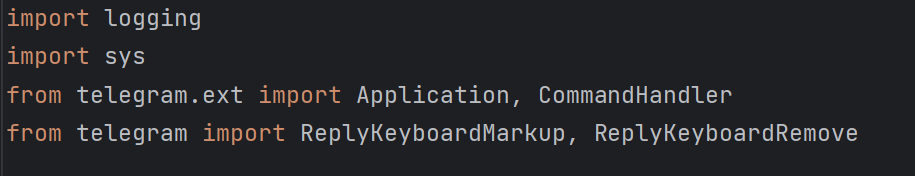 import logging
import sys
from telegram.ext import Application, CommandHandler
from telegram import ReplyKeyboardMarkup, ReplyKeyboardRemove